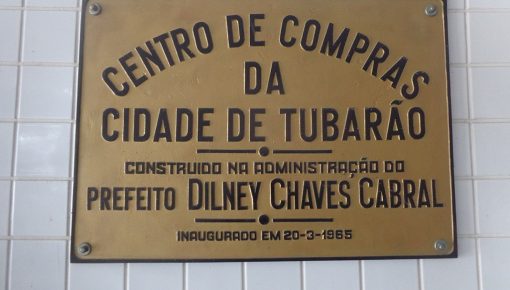 CENTRO DE COMPRAS
DA
CIDADE DE TUBARÃO
CONSTRUIDO NA ADMINISTRAÇÃO DO
PREFEITO DILNEY CHAVES CABRAL
INAUGURADO EM 20-3-1965